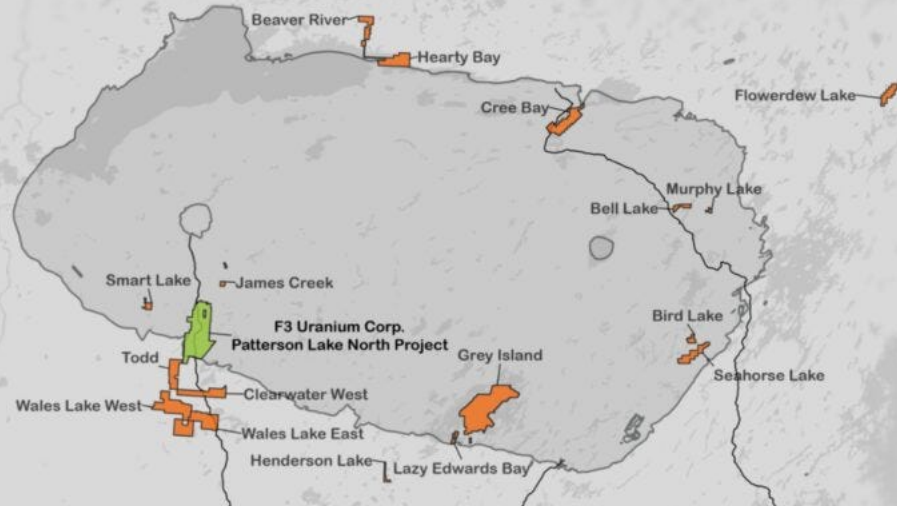 Beaver River
Hearty Bay
Flowerdew Lake
Cree Bay
Murphy Lake
Bell Lake
Smart Lake
James Creek
Bird Lake
F3 Uranium Corp.
Patterson Lake North Project
Todd
Grey Island
Seahorse Lake
Clearwater West
Wales Lake West
Wales Lake East
Henderson Lake
Lazy Edwards Bay